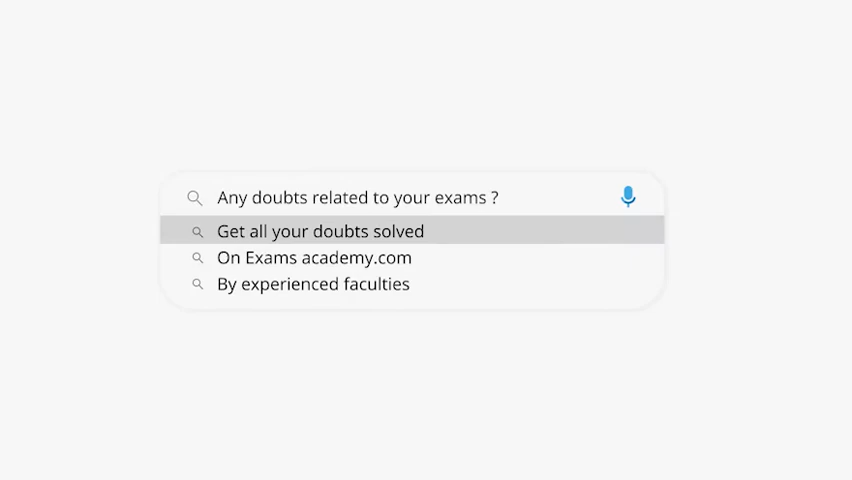 Any doubts related to your exams ?
Get all your doubts solved
On Exams academy.com
By experienced faculties